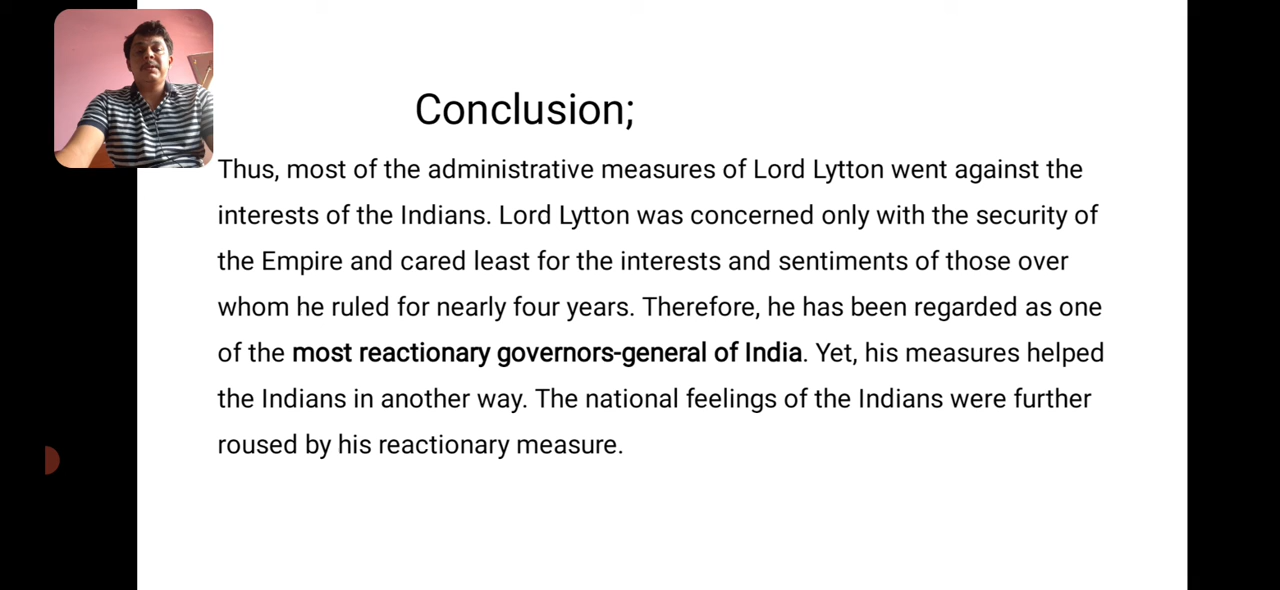 Conclusion;
Thus, most of the administrative measures of Lord Lytton went against the
interests of the Indians. Lord Lytton was concerned only with the security of
the Empire and cared least for the interests and sentiments of those over
whom he ruled for nearly four years. Therefore, he has been regarded as one
of the most reactionary governors-general of India. Yet, his measures helped
the Indians in another way. The national feelings of the Indians were further
roused by his reactionary measure.